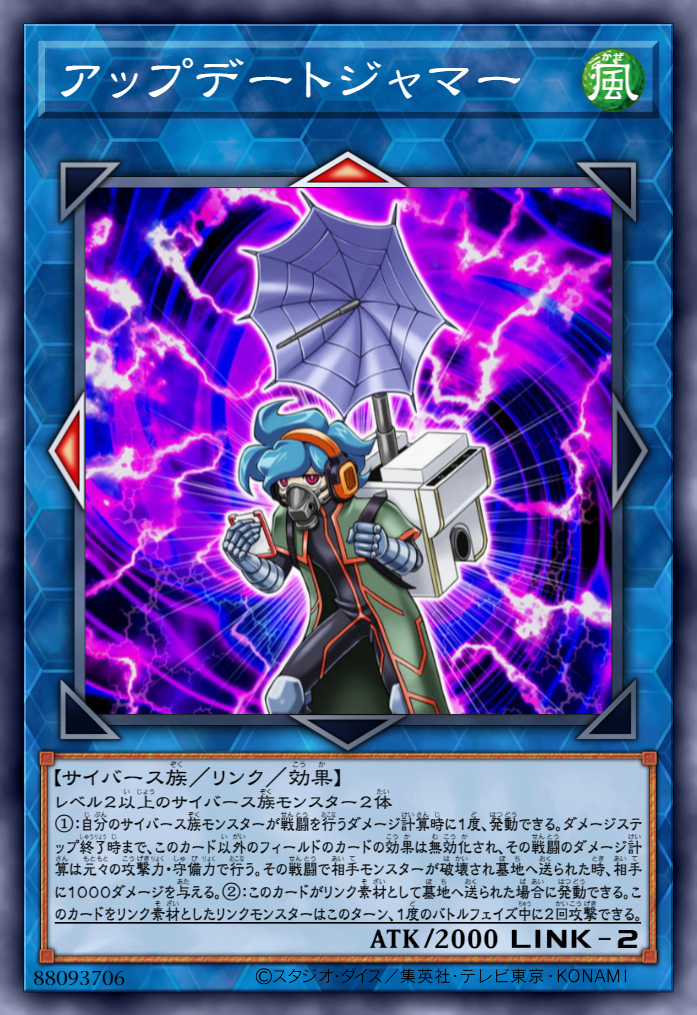 アップデートジャマー
風
【サイバース族／リンク／効果】
レベル2以上のサイバース族モンスター2体
①：自分のサイバース族モンスターが戦闘を行うダメージ計算時に1度、発動できる。ダメージステ
ップ終了時まで、このカード以外のフィールドのカードの効果は無効化され、その戦闘のダメージ計
算は元々の攻撃力・守備力で行う。その戦闘で相手モンスターが破壊され墓地へ送られた時、相手
に1000ダメージを与える。②：このカードがリンク素材として墓地へ送られた場合に発動できる。こ
のカードをリンク素材としたリンクモンスターはこのターン、1度のバトルフェイズ中に2回攻撃できる。
ATK/2000 LINK-2
88093706 ©スタジオ・ダイス／集英社・テレビ東京・KONAMI